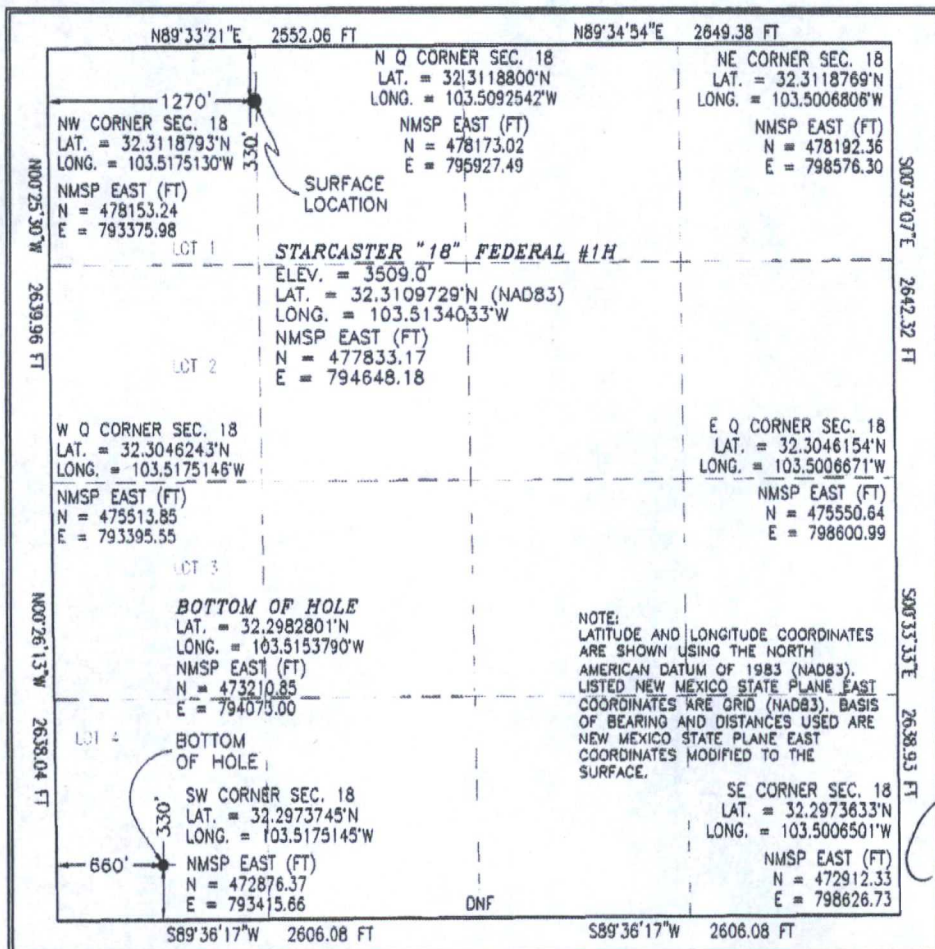 N89°33'21"E 2552.06 FT
N89°34'54"E 2649.38 FT
N Q CORNER SEC. 18
LAT. = 32.3118800°N
LONG. = 103.5092542°W
NMSP EAST (FT)
N = 478173.02
E = 795927.49
NE CORNER SEC. 18
LAT. = 32.3118769°N
LONG. = 103.5006806°W
NMSP EAST (FT)
N = 478192.36
E = 798576.30
1270'
330'
NW CORNER SEC. 18
LAT. = 32.3118793°N
LONG. = 103.5175130°W
NMSP EAST (FT)
N = 478153.24
E = 793375.98
SURFACE
LOCATION
N00°25'30"W 2639.96 FT
S00°32'07"E 2642.32 FT
LOT 1
STARCASTER "18" FEDERAL #1H
ELEV. = 3509.0'
LAT. = 32.3109729°N (NAD83)
LONG. = 103.5134033°W
NMSP EAST (FT)
N = 477833.17
E = 794648.18
LOT 2
W Q CORNER SEC. 18
LAT. = 32.3046243°N
LONG. = 103.5175146°W
NMSP EAST (FT)
N = 475513.85
E = 793395.55
E Q CORNER SEC. 18
LAT. = 32.3046154°N
LONG. = 103.5006671°W
NMSP EAST (FT)
N = 475550.64
E = 798600.99
LOT 3
N00°26'13"W 2638.04 FT
S00°33'33"E 2638.93 FT
BOTTOM OF HOLE
LAT. = 32.2982801°N
LONG. = 103.5153790°W
NMSP EAST (FT)
N = 473210.85
E = 794073.00
NOTE:
LATITUDE AND LONGITUDE COORDINATES
ARE SHOWN USING THE NORTH
AMERICAN DATUM OF 1983 (NAD83).
LISTED NEW MEXICO STATE PLANE EAST
COORDINATES ARE GRID (NAD83). BASIS
OF BEARING AND DISTANCES USED ARE
NEW MEXICO STATE PLANE EAST
COORDINATES MODIFIED TO THE
SURFACE.
LOT 4
BOTTOM
OF HOLE
SW CORNER SEC. 18
LAT. = 32.2973745°N
LONG. = 103.5175145°W
NMSP EAST (FT)
N = 472876.37
E = 793415.66
330'
660'
DNF
SE CORNER SEC. 18
LAT. = 32.2973633°N
LONG. = 103.5006501°W
NMSP EAST (FT)
N = 472912.33
E = 798626.73
S89°36'17"W 2606.08 FT
S89°36'17"W 2606.08 FT